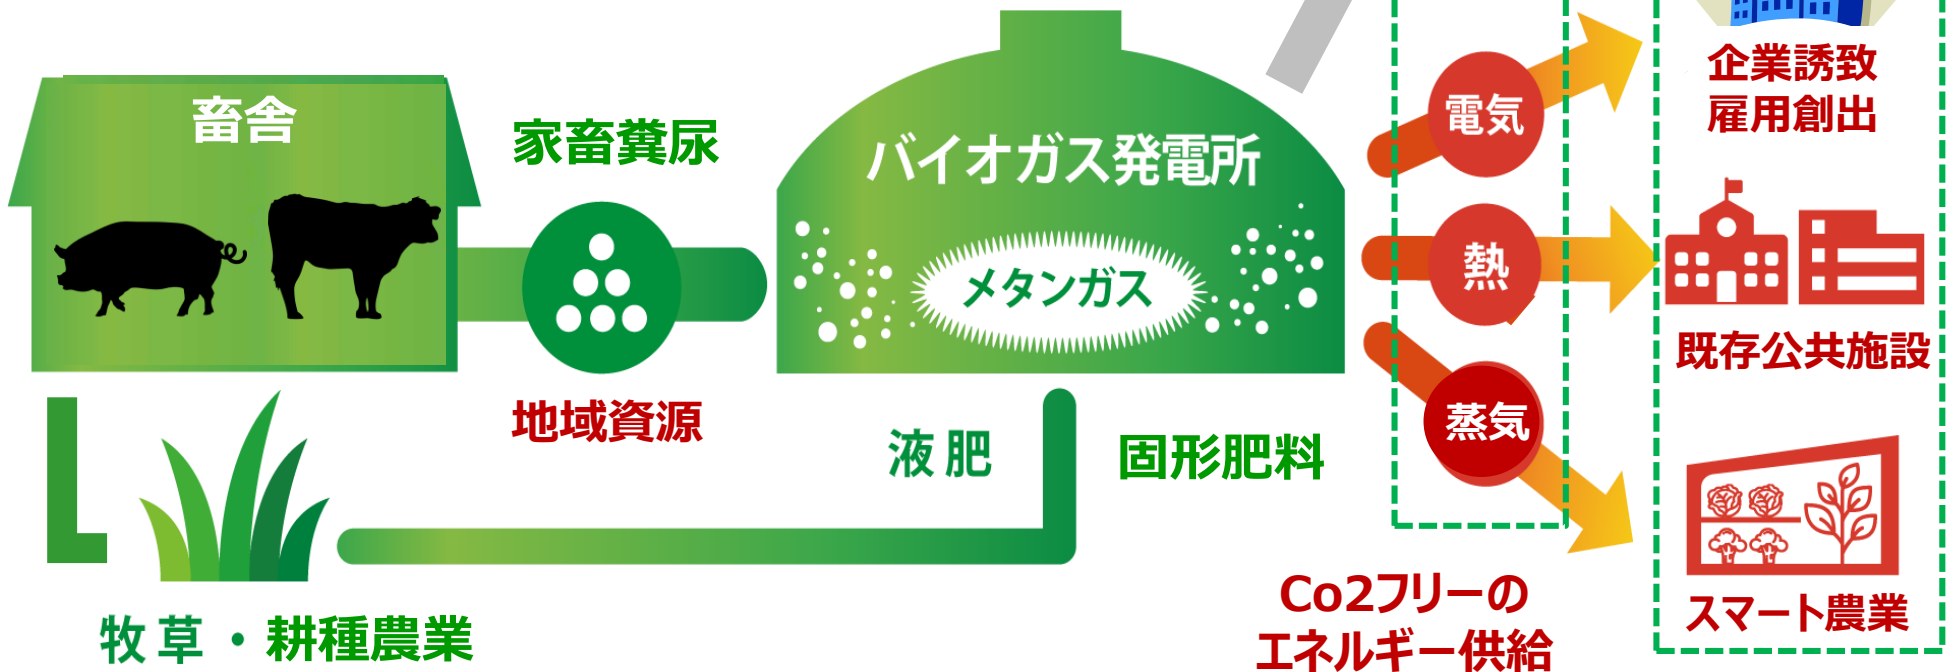 畜舎
家畜糞尿
地域資源
バイオガス発電所
メタンガス
液肥
固形肥料
牧草・耕種農業
電気
熱
蒸気
Co2フリーの
エネルギー供給
企業誘致
雇用創出
既存公共施設
スマート農業